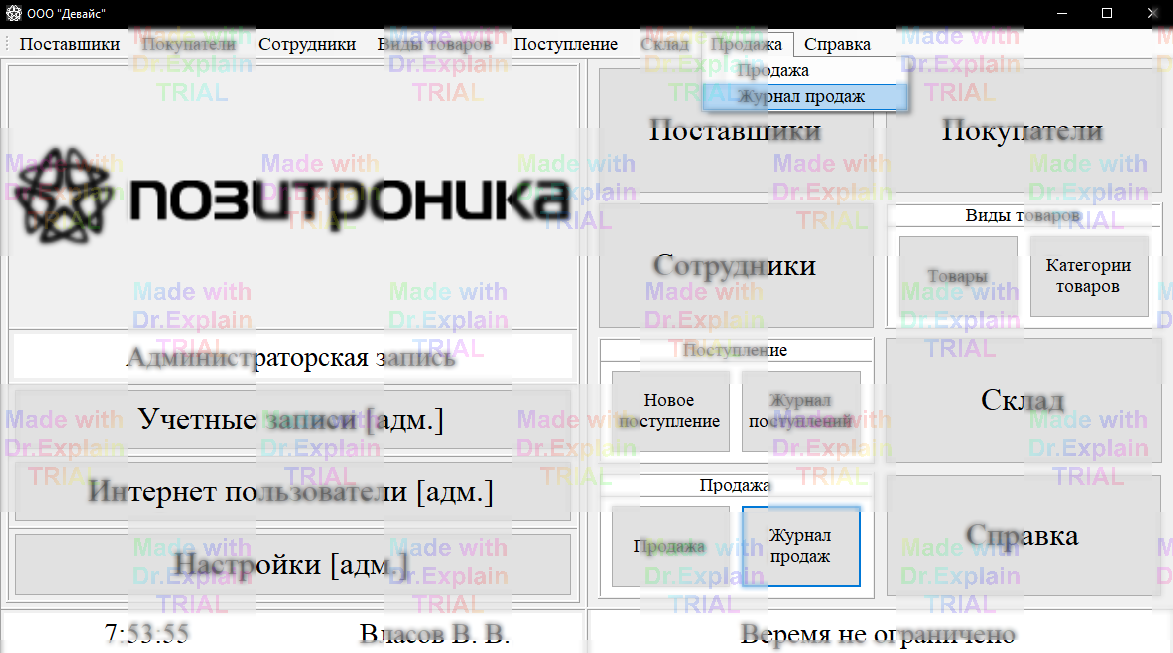 ООО "Девайс"
Поставщики Покупатели Сотрудники Виды товаров Поступление Склад Продажа Справка
Продажа
Журнал продаж
позитроника
Администраторская запись
Учетные записи [адм.]
Интернет пользователи [адм.]
Настройки [адм.]
7:53:55
Власов В. В.
Поставщики
Покупатели
Сотрудники
Виды товаров
Товары
Категории
товаров
Поступление
Новое
поступление
Журнал
поступлений
Склад
Продажа
Продажа
Журнал
продаж
Справка
Веремя не ограничено
Made with
Dr.Explain
TRIAL